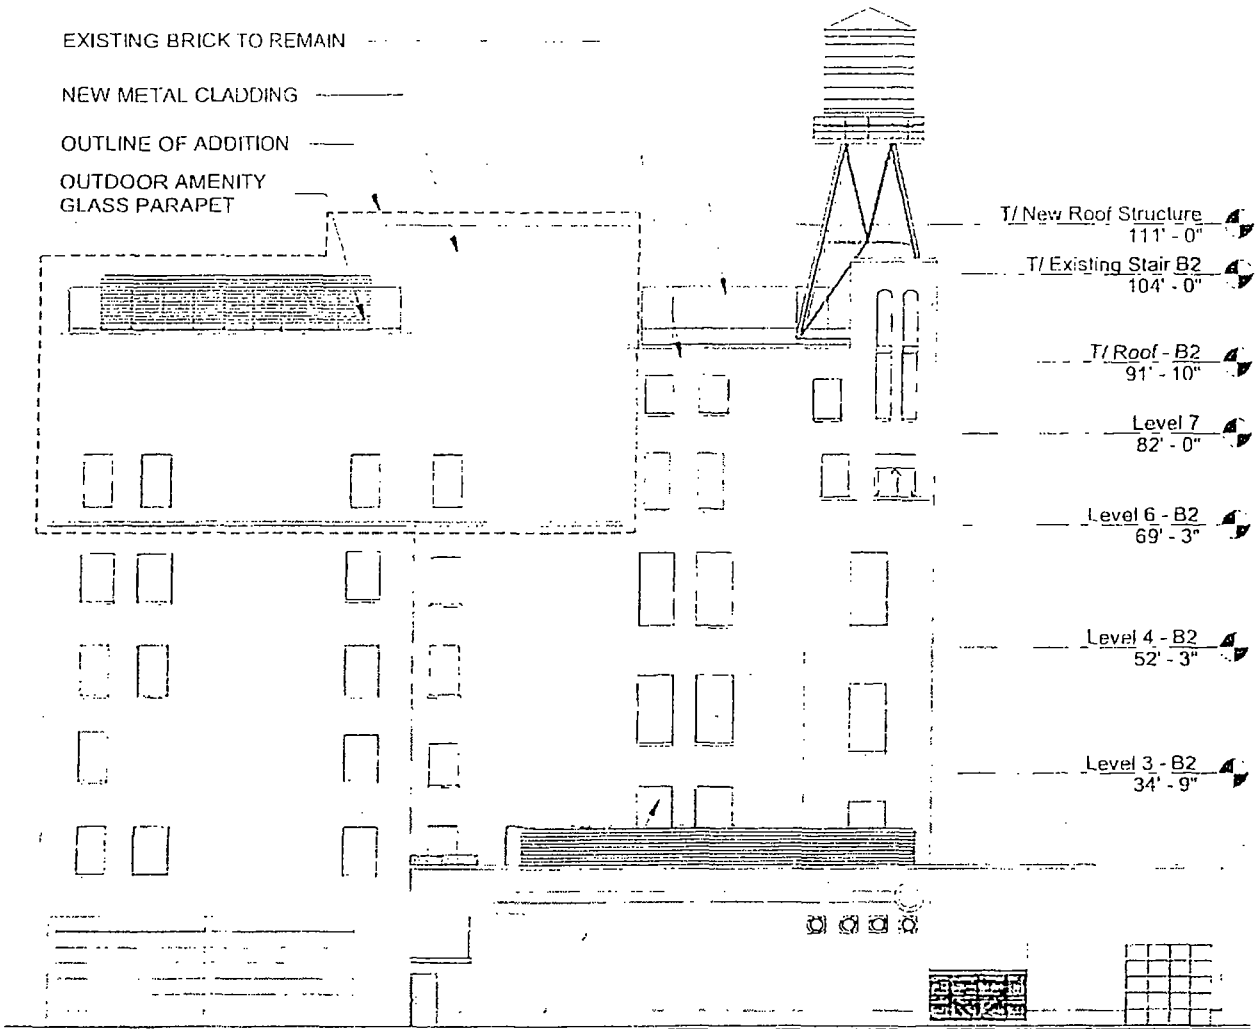 EXISTING BRICK TO REMAIN
NEW METAL CLADDING
OUTLINE OF ADDITION
OUTDOOR AMENITY
GLASS PARAPET
T/ New Roof Structure
111' - 0"
T/ Existing Stair B2
104' - 0"
T/ Roof - B2
91' - 10"
Level 7
82' - 0"
Level 6 - B2
69' - 3"
Level 4 - B2
52' - 3"
Level 3 - B2
34' - 9"